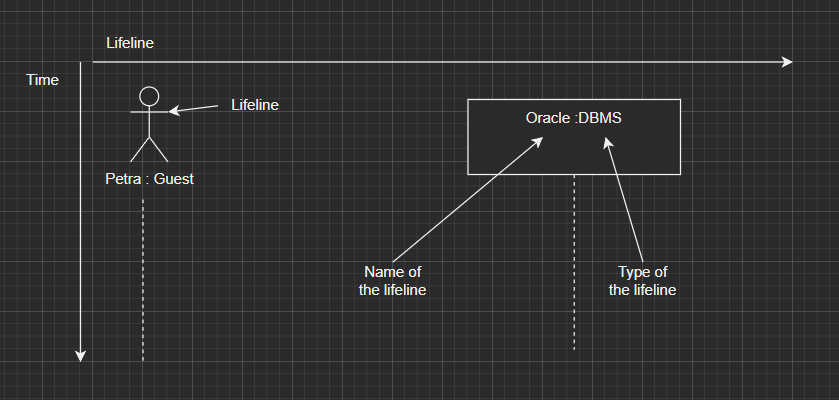 Lifeline
Time
Lifeline
Oracle :DBMS
Petra : Guest
Name of
the lifeline
Type of
the lifeline